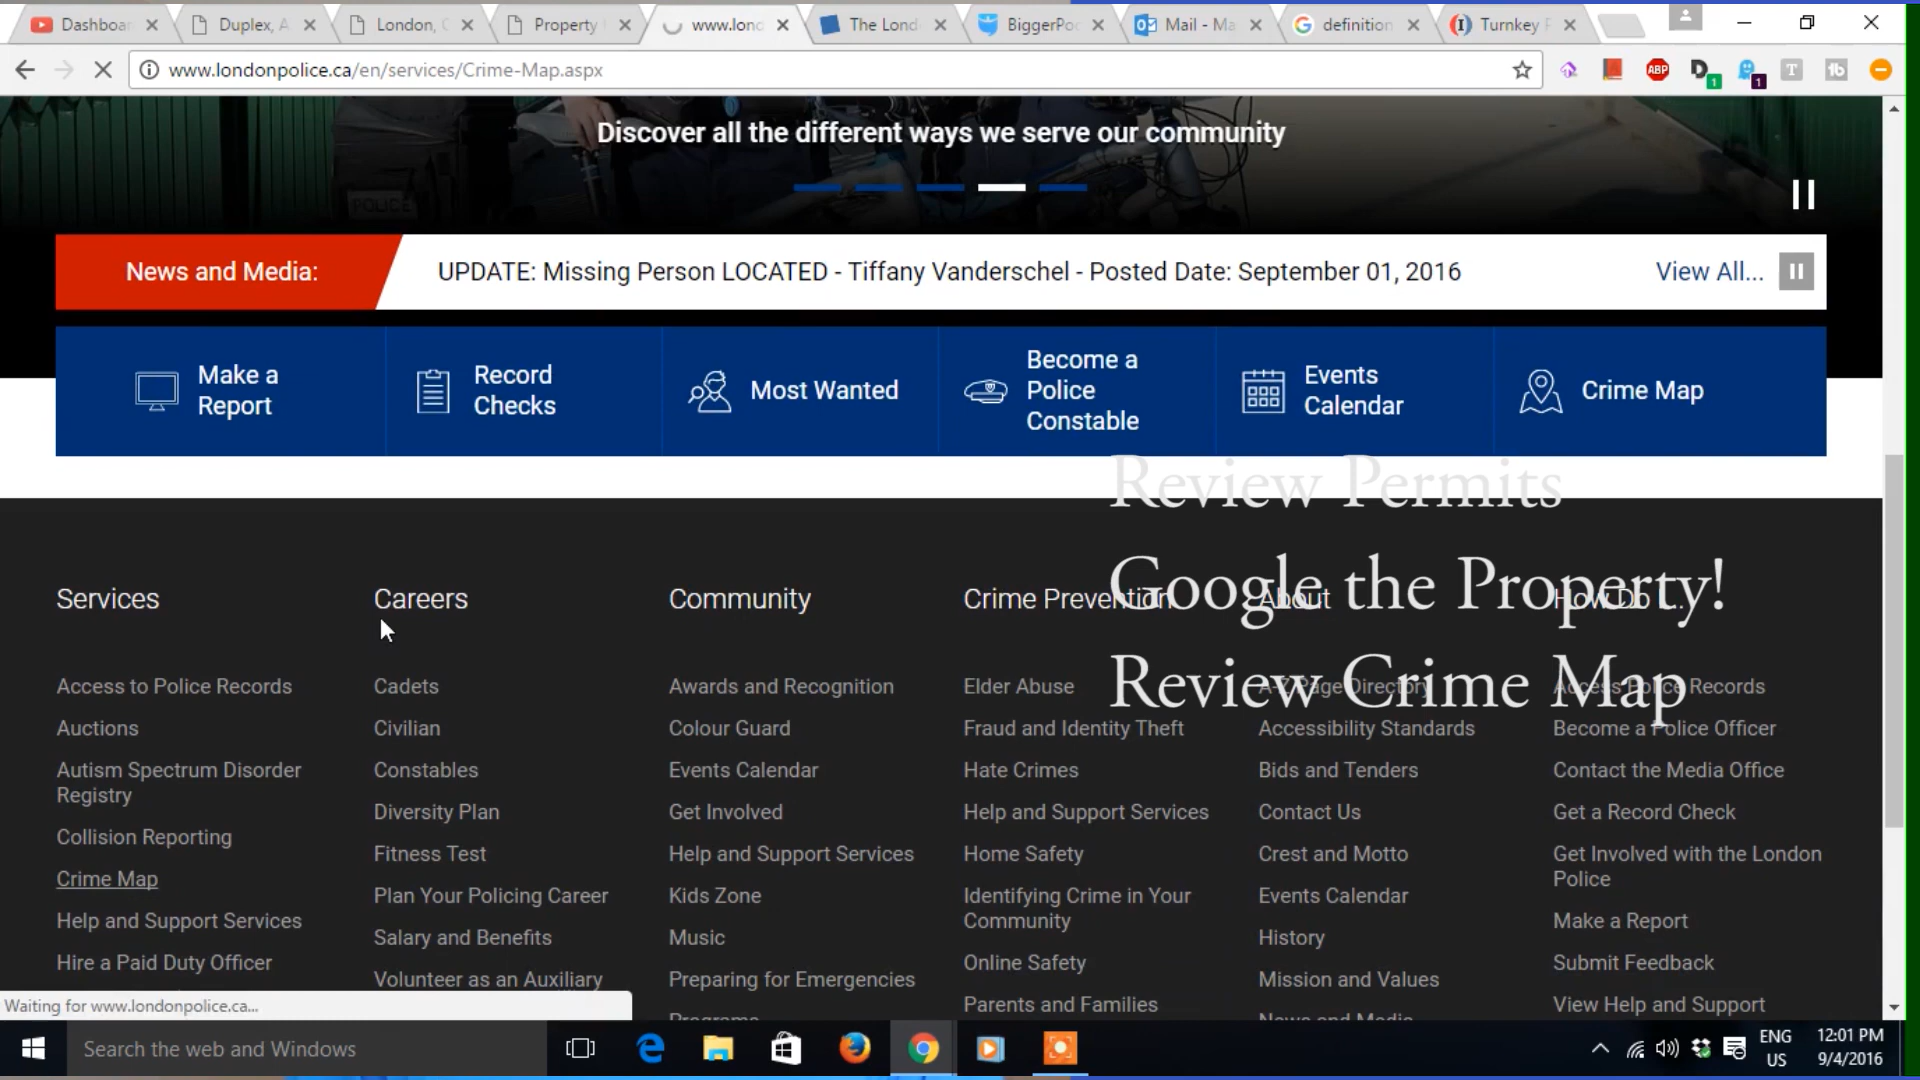 Dashboar
Duplex, A
London, C
Property
www.lond
The Lond
BiggerPoc
Mail - Ma
definition
Turnkey F
www.londonpolice.ca/en/services/Crime-Map.aspx
ABP
1
1
Discover all the different ways we serve our community
POLICE
News and Media:
UPDATE: Missing Person LOCATED - Tiffany Vanderschel - Posted Date: September 01, 2016
View All...
Make a
Report
Record
Checks
Most Wanted
Become a
Police
Constable
Events
Calendar
Crime Map
Review Permits
Google the Property!
Review Crime Map
Services
Access to Police Records
Auctions
Autism Spectrum Disorder
Registry
Collision Reporting
Crime Map
Help and Support Services
Hire a Paid Duty Officer
Careers
Cadets
Civilian
Constables
Diversity Plan
Fitness Test
Plan Your Policing Career
Salary and Benefits
Volunteer as an Auxiliary
Community
Awards and Recognition
Colour Guard
Events Calendar
Get Involved
Help and Support Services
Kids Zone
Music
Preparing for Emergencies
Programs
Crime Prevention
Elder Abuse
Fraud and Identity Theft
Hate Crimes
Help and Support Services
Home Safety
Identifying Crime in Your
Community
Online Safety
Parents and Families
About
A-Z Page Directory
Accessibility Standards
Bids and Tenders
Contact Us
Crest and Motto
Events Calendar
History
Mission and Values
News and Media
How Do I...
Access Police Records
Become a Police Officer
Contact the Media Office
Get a Record Check
Get Involved with the London
Police
Make a Report
Submit Feedback
View Help and Support
Waiting for www.londonpolice.ca...
Search the web and Windows
ENG
US
12:01 PM
9/4/2016